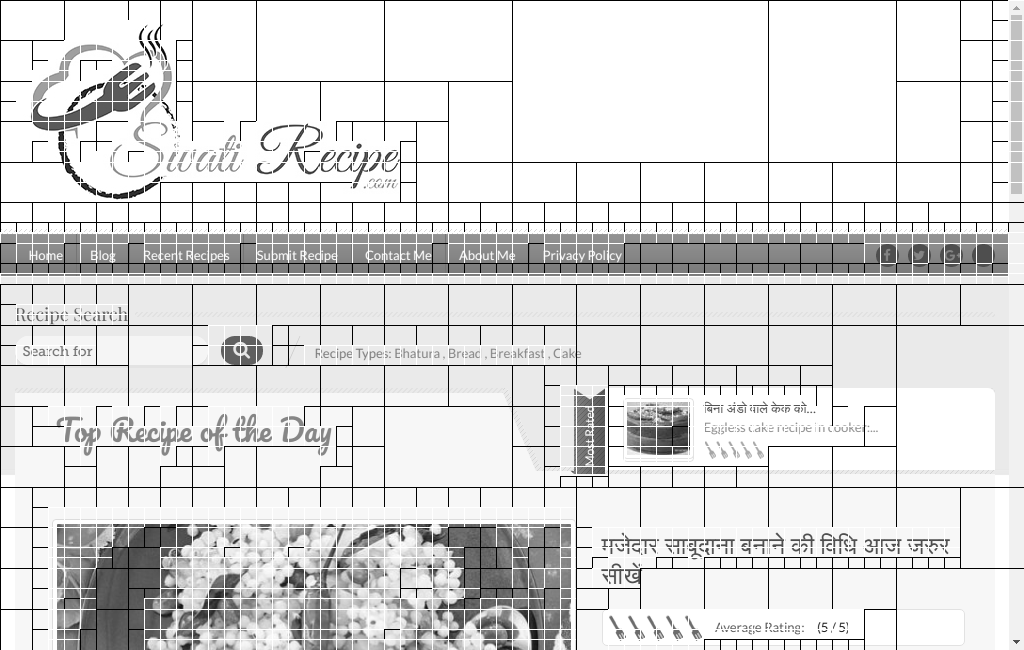 Swati Recipe
.com
Home Blog Recent Recipes Submit Recipe Contact Me About Me Privacy Policy
Recipe Search
Search for
Recipe Types: Bhatura , Bread , Breakfast , Cake
Top Recipe of the Day
Most Rated
बिना अंडो वाले केक को...
Eggless cake recipe in cooker:...
मजेदार साबूदाना बनाने की विधि आज जरुर
सीखें
Average Rating: (5 / 5)